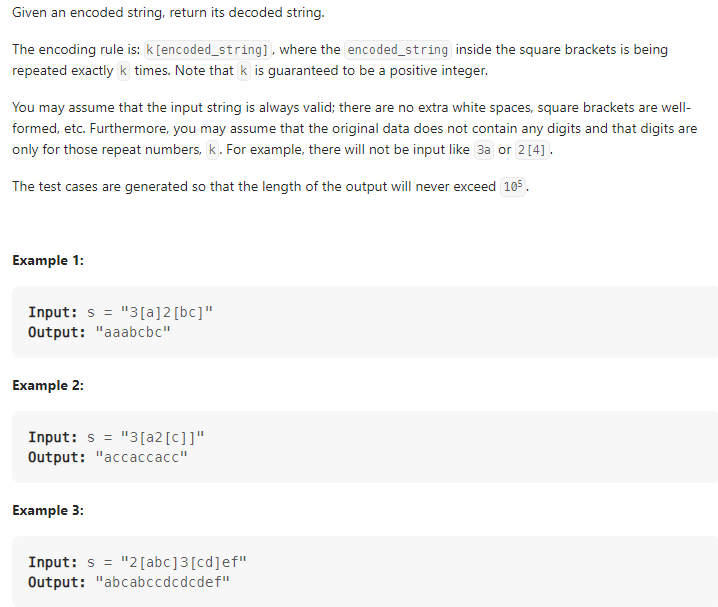 Given an encoded string, return its decoded string.
The encoding rule is: k[encoded_string], where the encoded_string inside the square brackets is being
repeated exactly k times. Note that k is guaranteed to be a positive integer.
You may assume that the input string is always valid; there are no extra white spaces, square brackets are well-
formed, etc. Furthermore, you may assume that the original data does not contain any digits and that digits are
only for those repeat numbers, k. For example, there will not be input like 3a or 2[4].
The test cases are generated so that the length of the output will never exceed 10⁵.
Example 1:
Input: s = "3[a]2[bc]"
Output: "aaabcbc"
Example 2:
Input: s = "3[a2[c]]"
Output: "accaccacc"
Example 3:
Input: s = "2[abc]3[cd]ef"
Output: "abcabccdcdcdef"